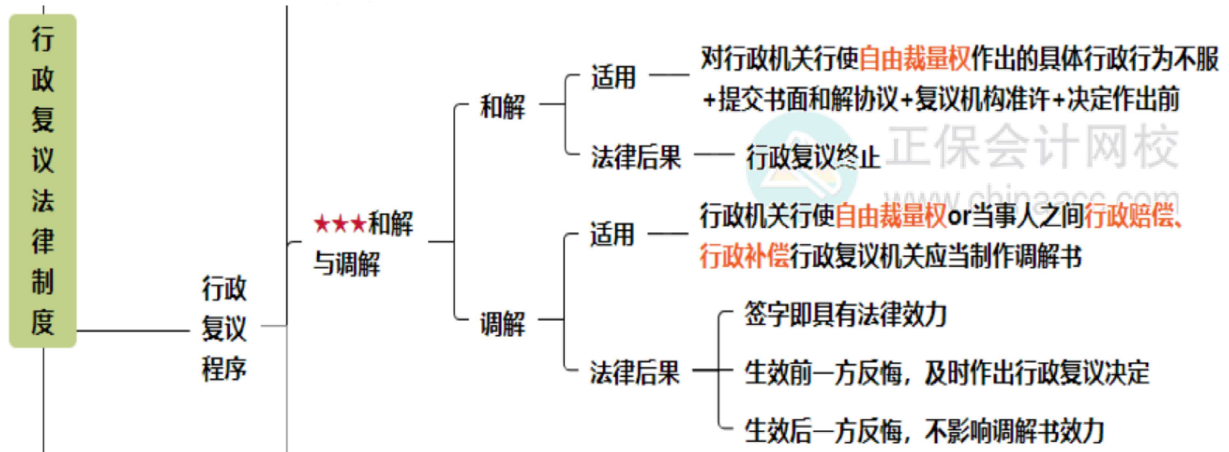 行政复议法律制度
行政
复议
程序
★★★和解
与调解
和解
适用
对行政机关行使自由裁量权作出的具体行政行为不服
+提交书面和解协议+复议机构准许+决定作出前
法律后果
行政复议终止
正保会计网校
www.chinaacc.com
调解
适用
行政机关行使自由裁量权or当事人之间行政赔偿、
行政补偿行政复议机关应当制作调解书
法律后果
签字即具有法律效力
生效前一方反悔，及时作出行政复议决定
生效后一方反悔，不影响调解书效力